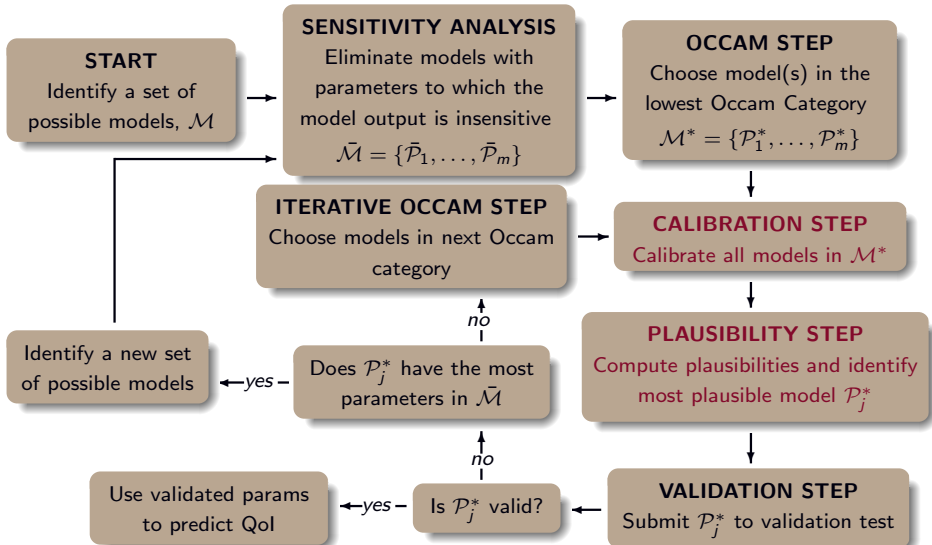 START
Identify a set of
possible models, ℳ
SENSITIVITY ANALYSIS
Eliminate models with
parameters to which the
model output is insensitive
ℳ̄ = {𝒫̄₁, . . . , 𝒫̄ₘ}
OCCAM STEP
Choose model(s) in the
lowest Occam Category
ℳ* = {𝒫₁*, . . . , 𝒫ₘ*}
ITERATIVE OCCAM STEP
Choose models in next Occam
category
CALIBRATION STEP
Calibrate all models in ℳ*
no
Identify a new set
of possible models
yes
Does 𝒫ⱼ* have the most
parameters in ℳ̄
PLAUSIBILITY STEP
Compute plausibilities and identify
most plausible model 𝒫ⱼ*
no
Use validated params
to predict QoI
yes
Is 𝒫ⱼ* valid?
VALIDATION STEP
Submit 𝒫ⱼ* to validation test